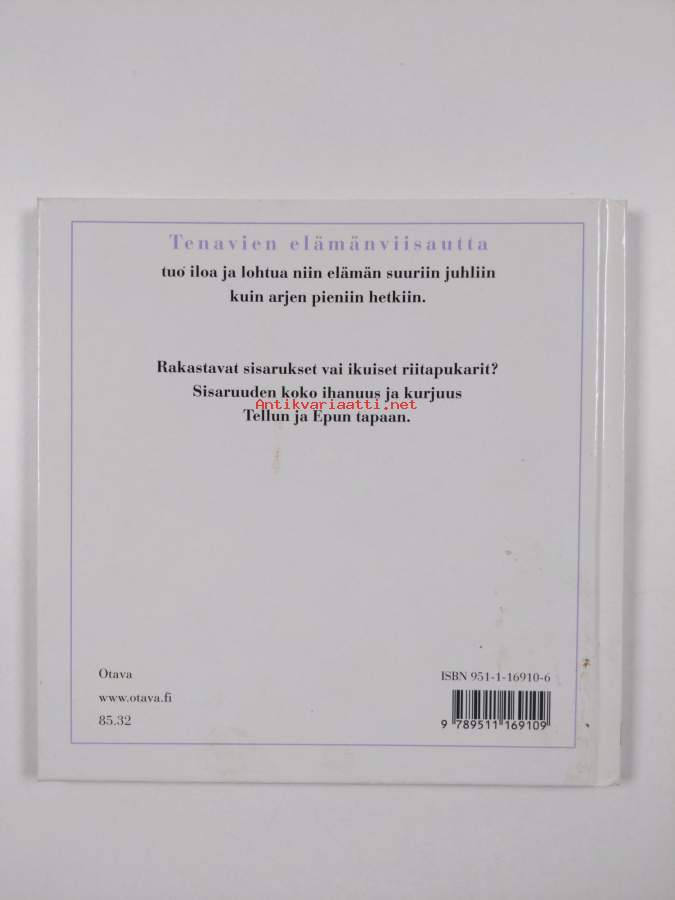 Tenavien elämänviisautta
tuo iloa ja lohtua niin elämän suuriin juhliin
kuin arjen pieniin hetkiin.
Rakastavat sisarukset vai ikuiset riitapukarit?
Sisaruuden koko ihanuus ja kurjuus
Antikvariaatti.net
Tellun ja Epun tapaan.
Otava
www.otava.fi
85.32
ISBN 951-1-16910-6
9 789511 169109